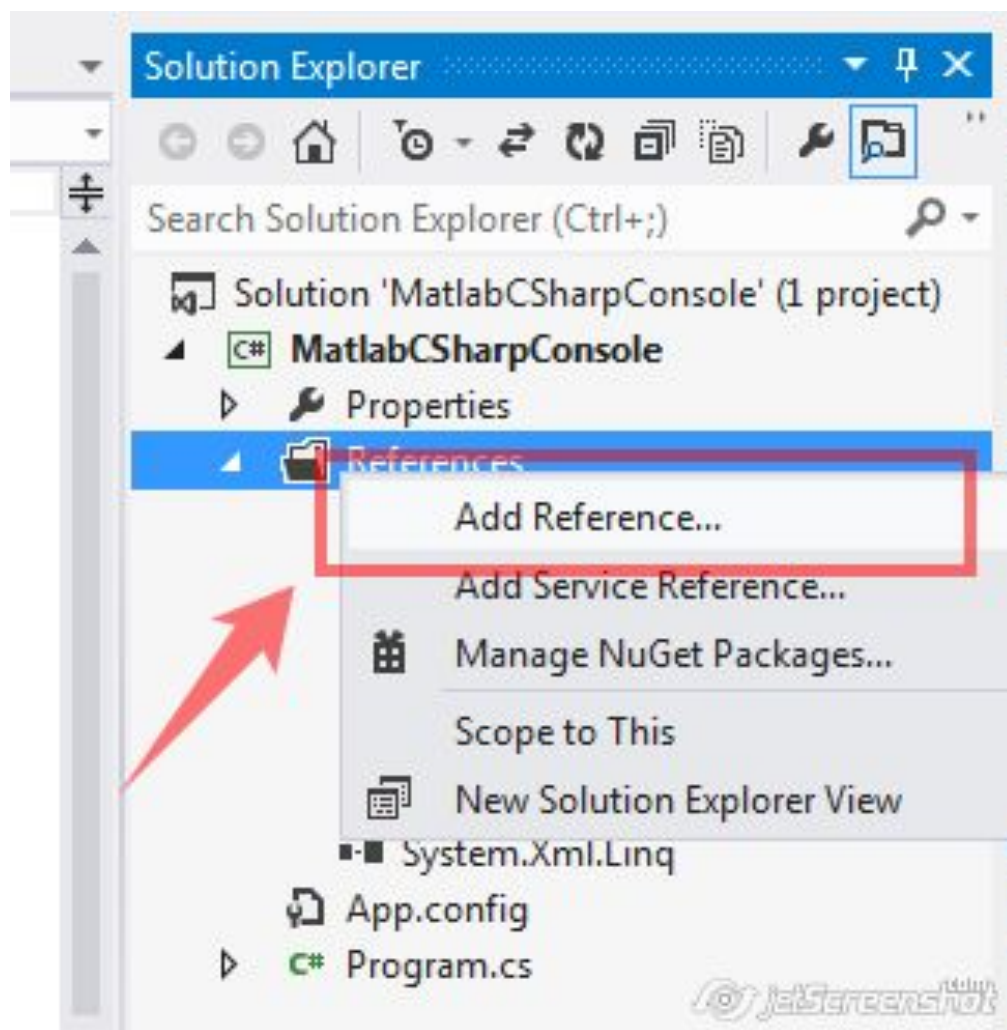 Solution Explorer
Search Solution Explorer (Ctrl+;)
Solution 'MatlabCSharpConsole' (1 project)
C# MatlabCSharpConsole
Properties
References
Add Reference...
Add Service Reference...
Manage NuGet Packages...
Scope to This
New Solution Explorer View
System.Xml.Linq
App.config
C# Program.cs
jetScreenshot